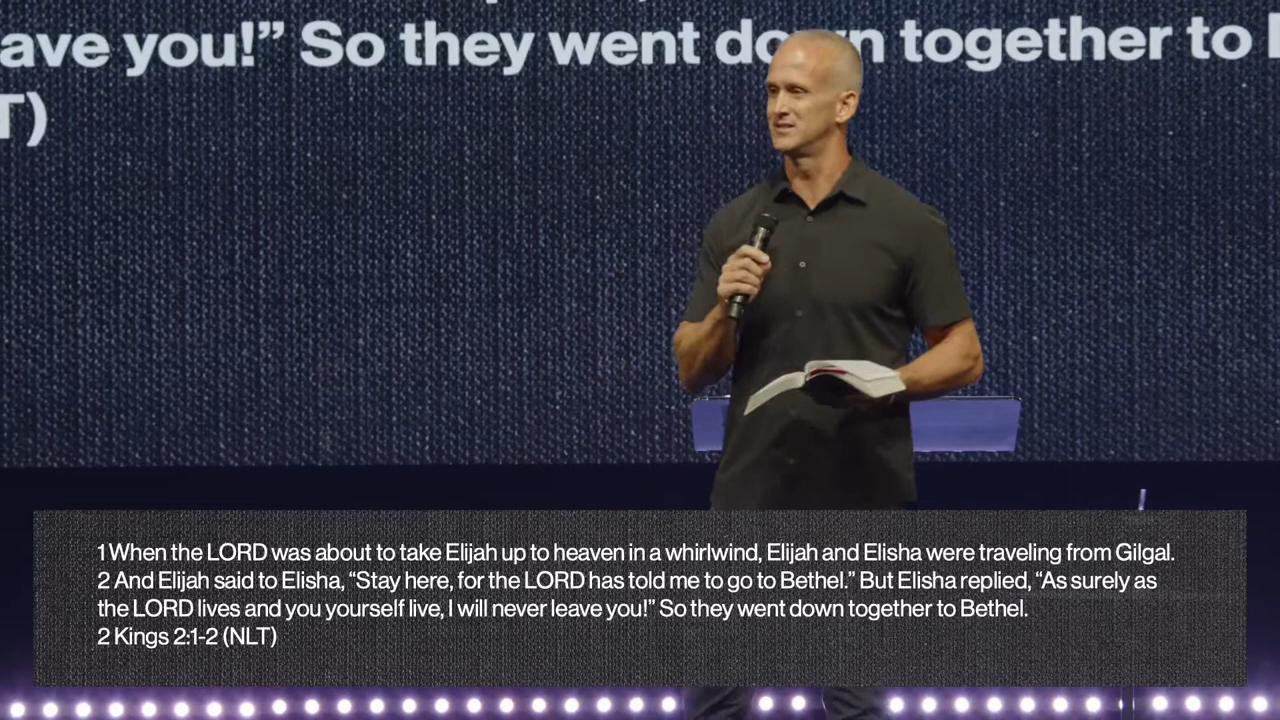 ave you!” So they went do n together to
T)
1 When the LORD was about to take Elijah up to heaven in a whirlwind, Elijah and Elisha were traveling from Gilgal.
2 And Elijah said to Elisha, “Stay here, for the LORD has told me to go to Bethel.” But Elisha replied, “As surely as
the LORD lives and you yourself live, I will never leave you!” So they went down together to Bethel.
2 Kings 2:1-2 (NLT)